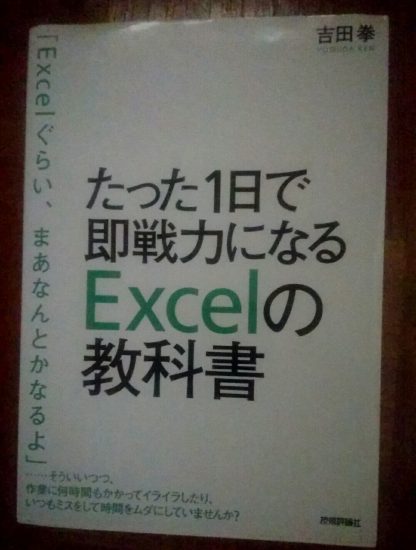 吉田 拳
YOSHIDA KEN
「Excelぐらい、まあなんとかなるよ」
たった1日で
即戦力になる
Excelの
教科書
……そういいつつ、
作業に何時間もかかってイライラしたり、
いつもミスをして時間をムダにしていませんか?
技術評論社